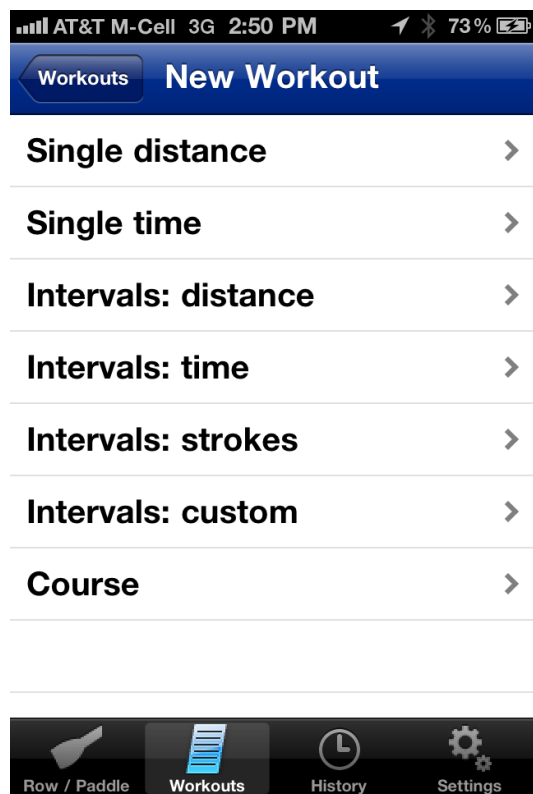 AT&T M-Cell 3G 2:50 PM 73%
Workouts New Workout
Single distance
Single time
Intervals: distance
Intervals: time
Intervals: strokes
Intervals: custom
Course
Row / Paddle Workouts History Settings